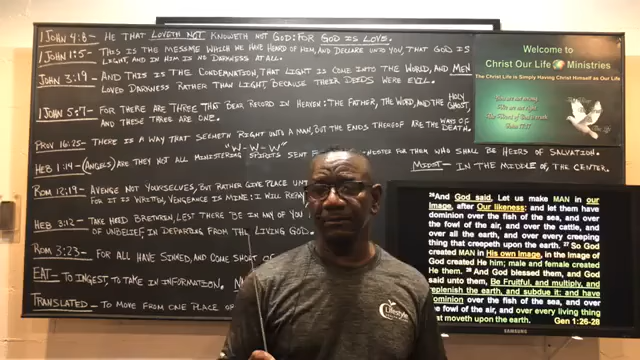 1 John 4:8 – He that Loveth not Knoweth not God: For God is Love.
1 John 1:5 – This is the message which we have heard of him, and declare unto you, that God is
light, and in him is no darkness at all.
John 3:19 – And this is the condemnation, that light is come into the world, and men
loved darkness rather than light, because their deeds were evil.
1 John 5:7 – For there are three that bear record in heaven: the Father, the Word, and the Holy
Ghost,
and these three are one.
Prov 16:25 – There is a way that seemeth right unto a man, but the ends thereof are the ways of
death.
"W-W-W"
Heb 1:14 – (Angels) are they not all ministering spirits sent for who shall be heirs of salvation.
Midst – In the middle of the center.
Rom 12:19 – Avenge not yourselves, but rather give place
for it is written, vengeance is mine: I will
Heb 3:12 – Take heed brethren, lest there be in any of you
of unbelief in departing from the living God.
Rom 3:23 – For all have sinned, and come short
Eat – To ingest, to take in information.
Translated – To move from one place or
Welcome to
Christ Our Life Ministries
The Christ Life is Simply Having Christ Himself as Our Life
26 And God said, Let us make MAN in our
Image, after Our likeness: and let them have
dominion over the fish of the sea, and over
the fowl of the air, and over the cattle, and
over all the earth, and over every creeping
thing that creepeth upon the earth. 27 So God
created MAN in His own Image, in the Image of
God created He him; male and female created
He them. 28 And God blessed them, and God
said unto them, Be Fruitful, and multiply, and
replenish the earth, and subdue it: and have
dominion over the fish of the sea, and over
the fowl of the air, and over every living thing
that moveth upon the earth. Gen 1:26-28
SAMSUNG
Lifestyle